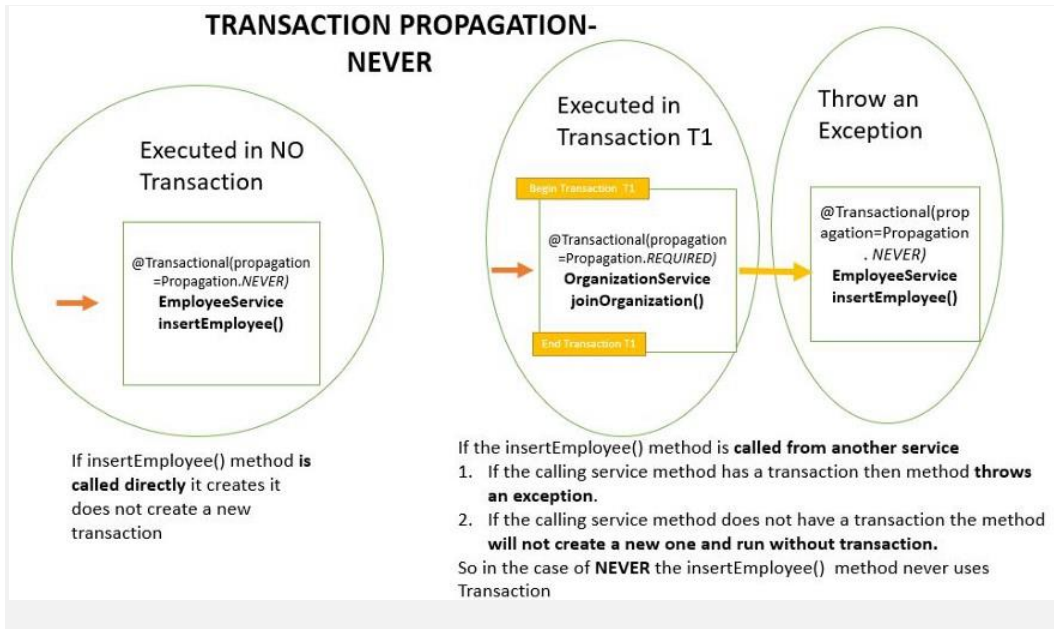 TRANSACTION PROPAGATION-
NEVER
Executed in NO
Transaction
@Transactional(propagation
=Propagation.NEVER)
EmployeeService
insertEmployee()
If insertEmployee() method is
called directly it creates it
does not create a new
transaction
Executed in
Transaction T1
Begin Transaction T1
@Transactional(propagation
=Propagation.REQUIRED)
OrganizationService
joinOrganization()
End Transaction T1
Throw an
Exception
@Transactional(prop
agation=Propagation
. NEVER)
EmployeeService
insertEmployee()
If the insertEmployee() method is called from another service
1. If the calling service method has a transaction then method throws
an exception.
2. If the calling service method does not have a transaction the method
will not create a new one and run without transaction.
So in the case of NEVER the insertEmployee() method never uses
Transaction